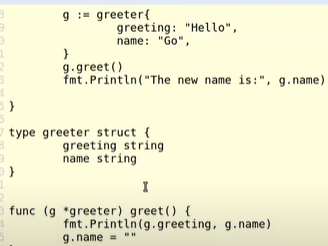 g := greeter{
greeting: "Hello",
name: "Go",
}
g.greet()
fmt.Println("The new name is:", g.name)
}
type greeter struct {
greeting string
name string
}
func (g *greeter) greet() {
fmt.Println(g.greeting, g.name)
g.name = ""